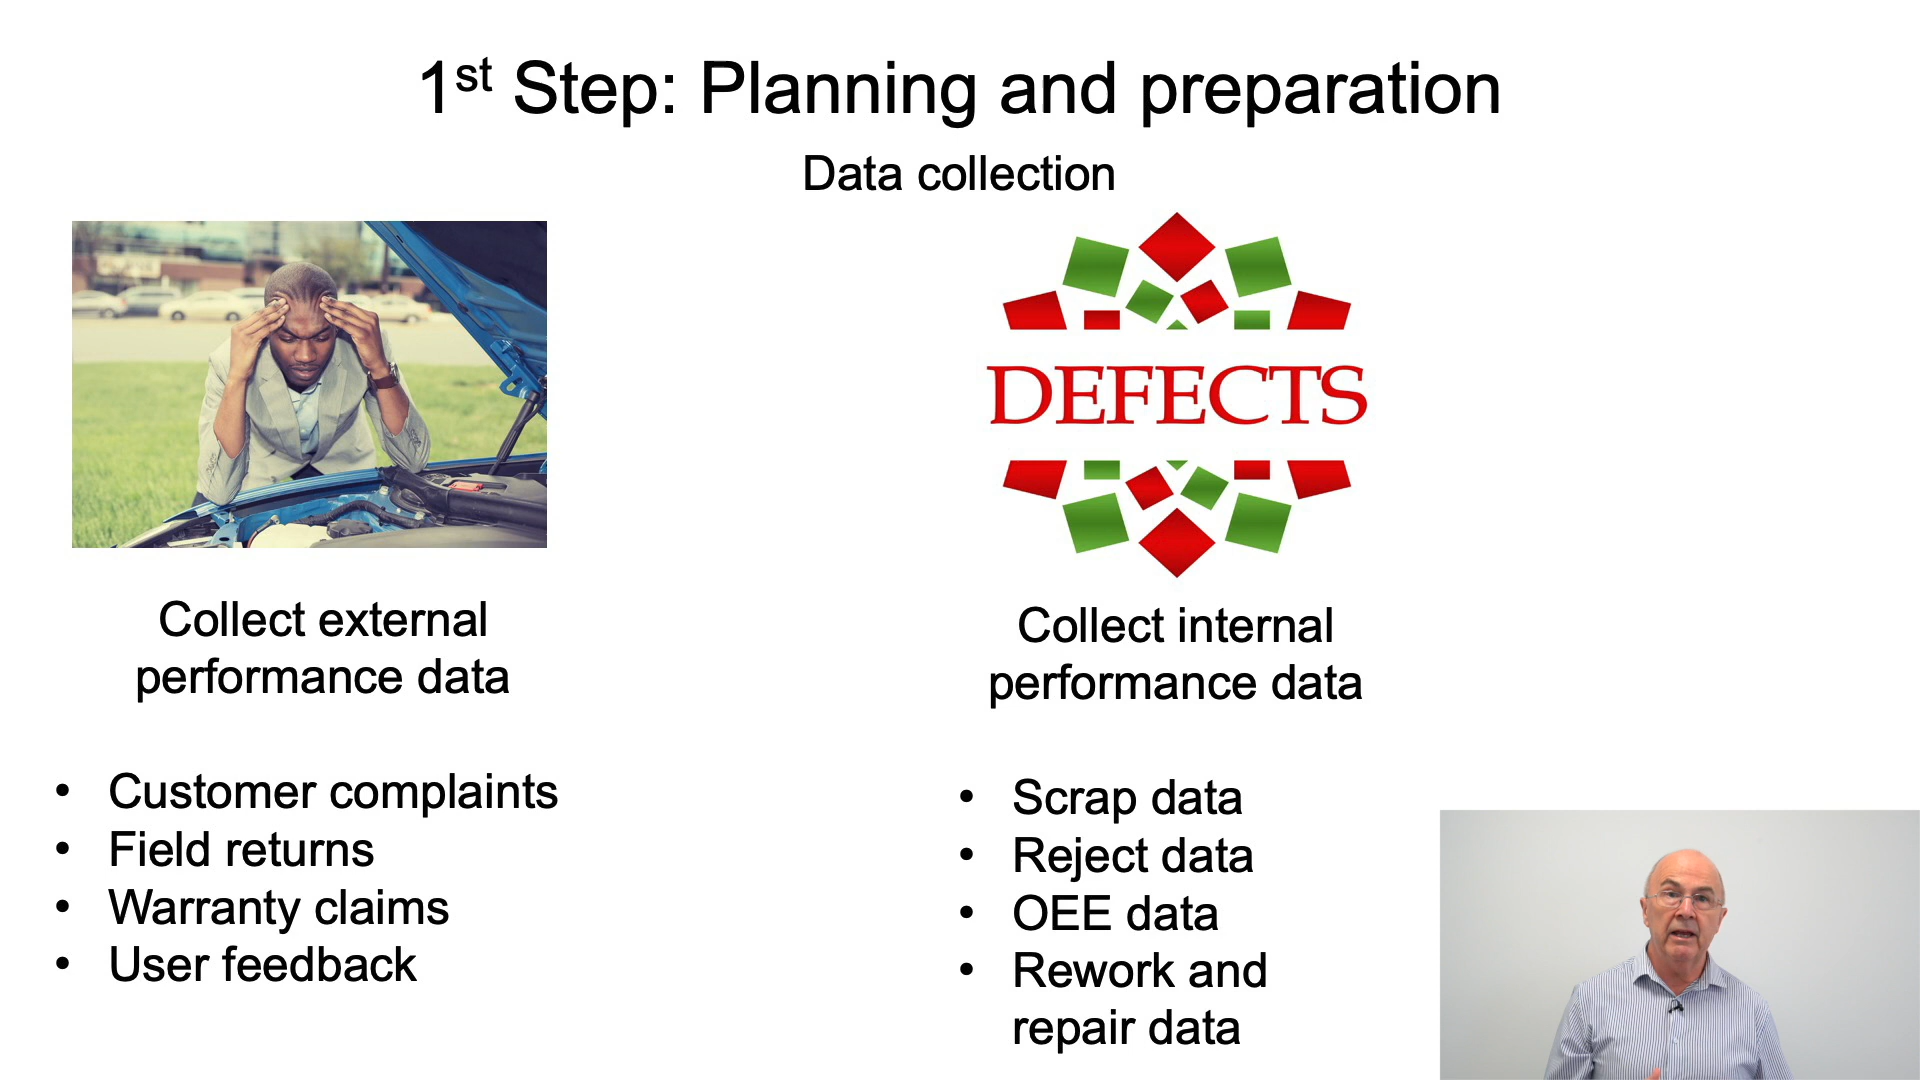 1st Step: Planning and preparation
Data collection
DEFECTS
Collect external
performance data
• Customer complaints
• Field returns
• Warranty claims
• User feedback
Collect internal
performance data
• Scrap data
• Reject data
• OEE data
• Rework and
repair data